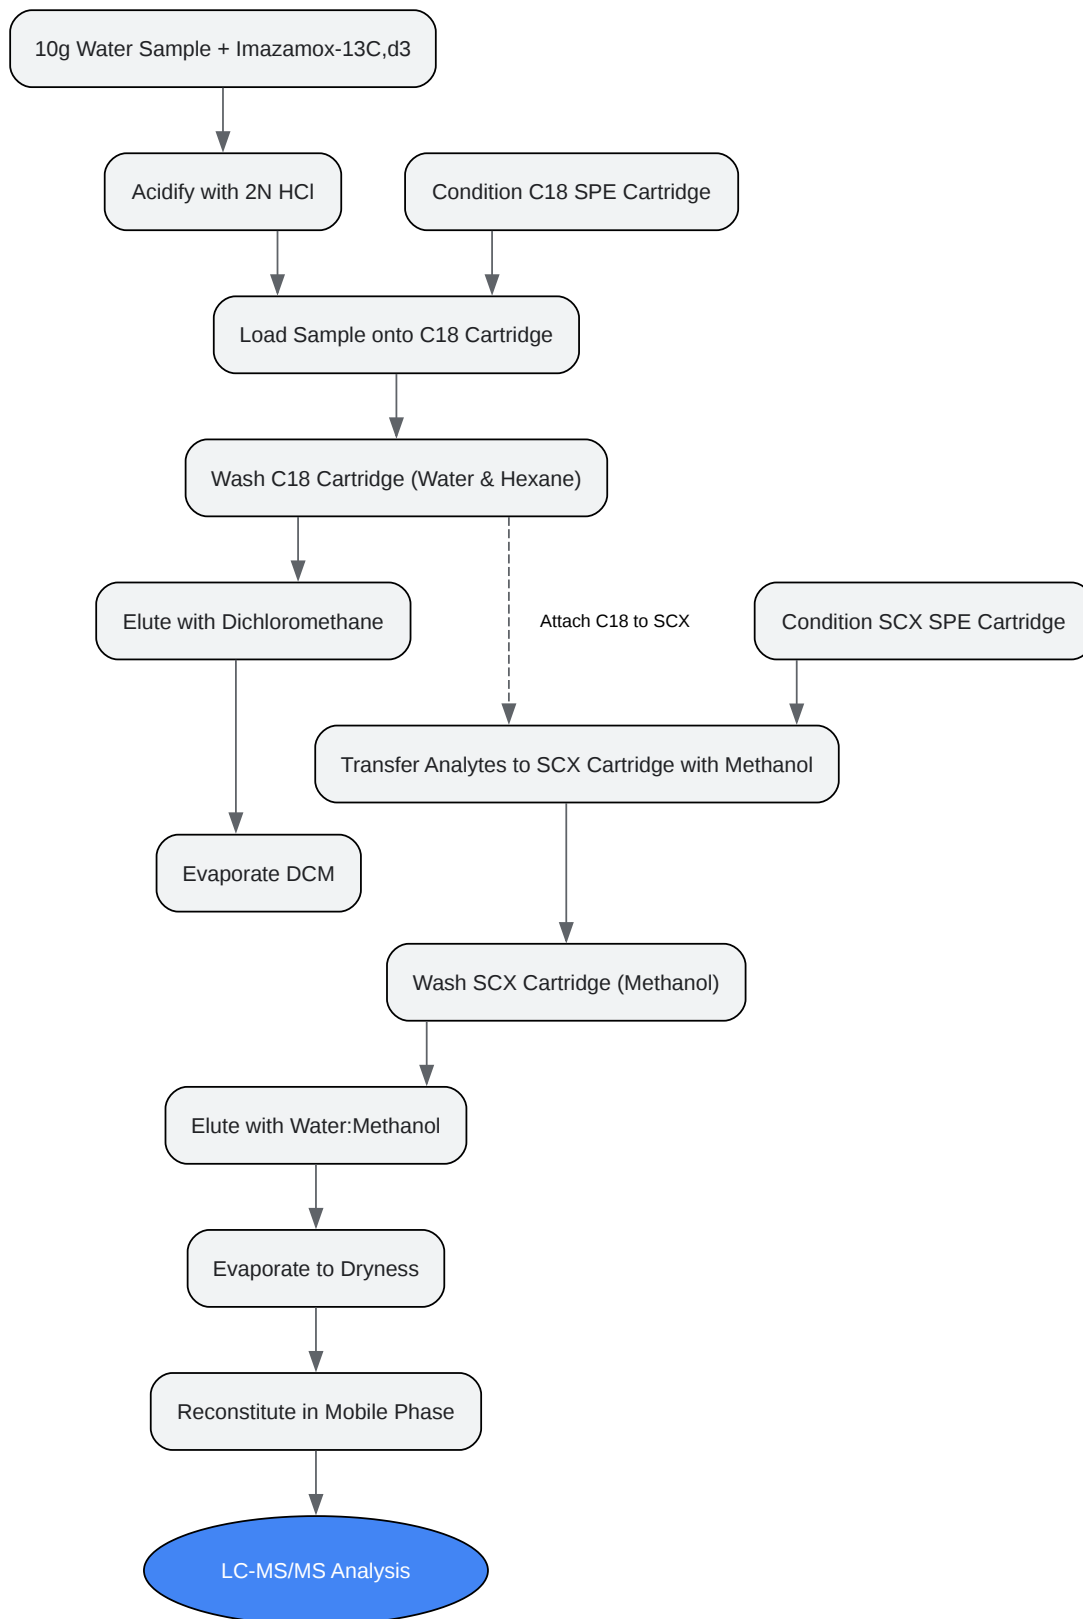 10g Water Sample + Imazamox-13C,d3
Acidify with 2N HCl
Condition C18 SPE Cartridge
Load Sample onto C18 Cartridge
Wash C18 Cartridge (Water & Hexane)
Elute with Dichloromethane
Attach C18 to SCX
Condition SCX SPE Cartridge
Transfer Analytes to SCX Cartridge with Methanol
Evaporate DCM
Wash SCX Cartridge (Methanol)
Elute with Water:Methanol
Evaporate to Dryness
Reconstitute in Mobile Phase
LC-MS/MS Analysis